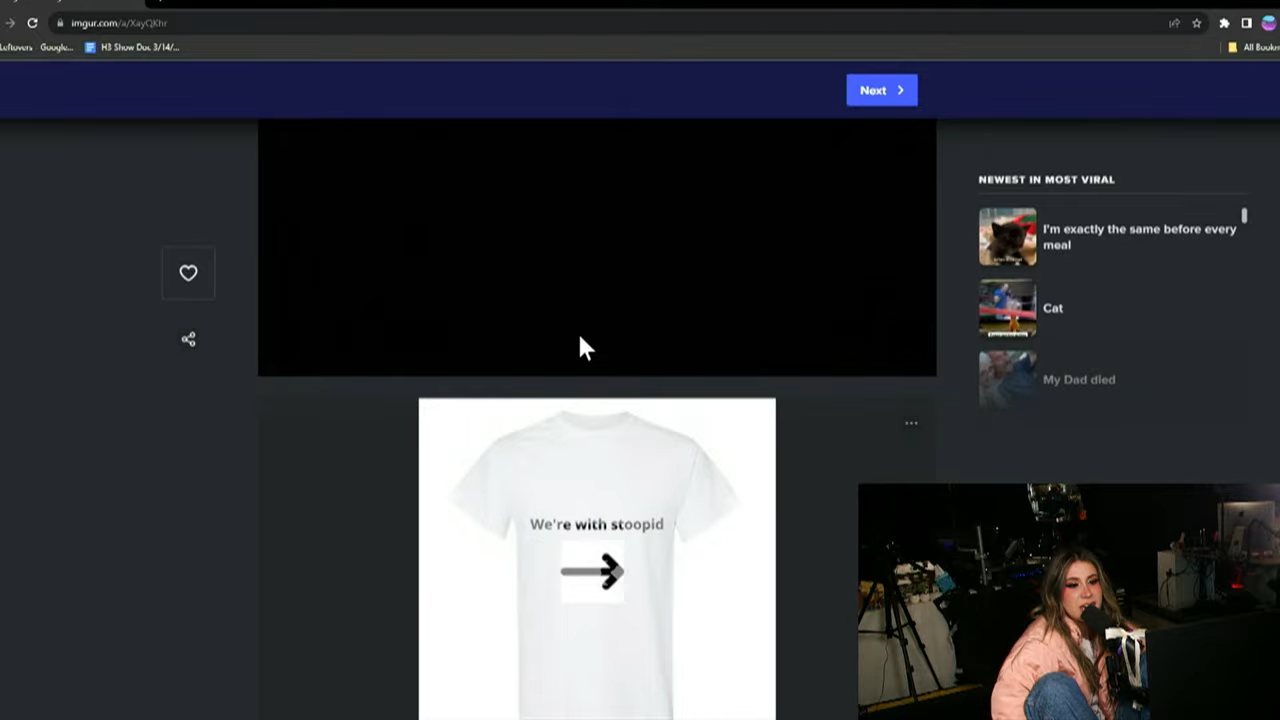 imgur.com/a/XayQKhr
Leftovers - Google...
H3 Show Doc 3/14/...
All Bookm
Next
NEWEST IN MOST VIRAL
I'm exactly the same before every
meal
Cat
My Dad died
We're with stoopid